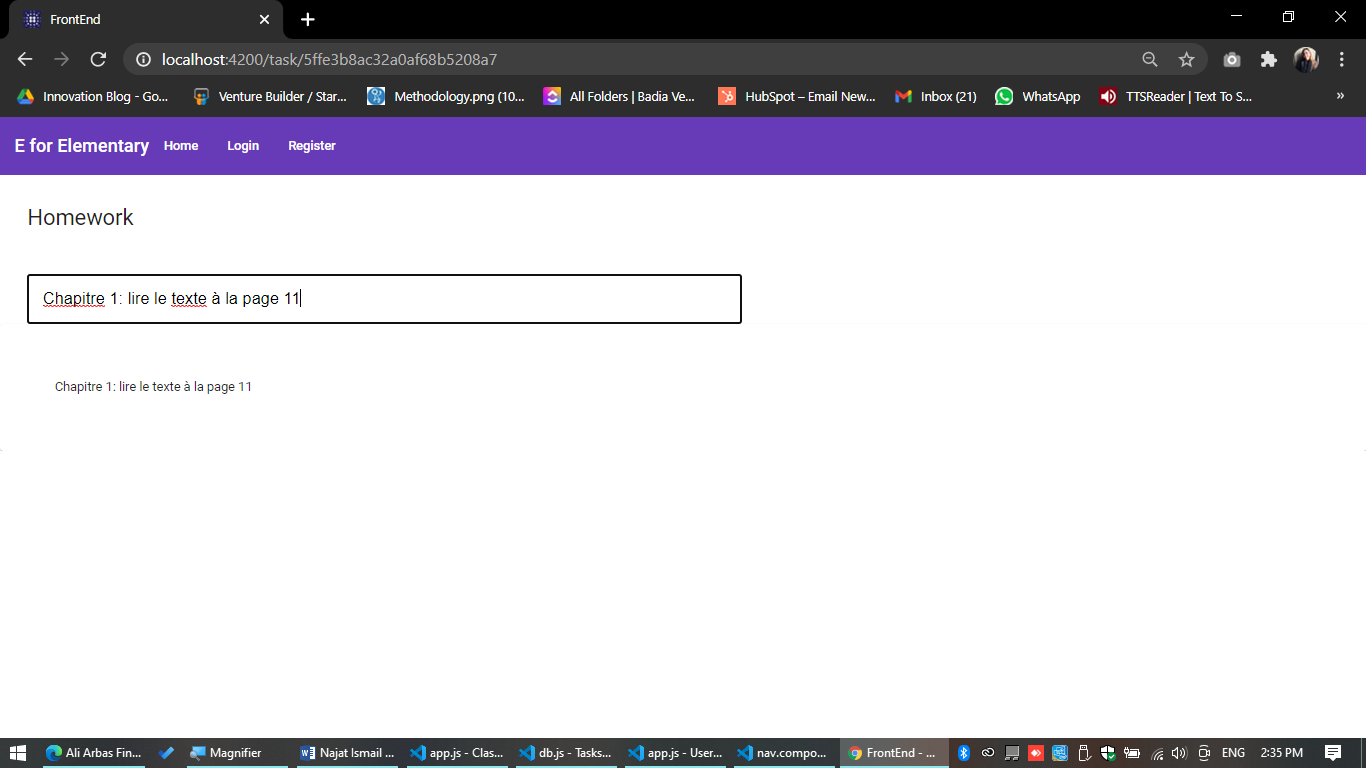 FrontEnd
localhost:4200/task/5ffe3b8ac32a0af68b5208a7
Innovation Blog - Go... Venture Builder / Star... Methodology.png (10... All Folders | Badia Ve... HubSpot – Email New... Inbox (21) WhatsApp TTSReader | Text To S... »
E for Elementary Home Login Register
Homework
Chapitre 1: lire le texte à la page 11
Chapitre 1: lire le texte à la page 11
Ali Arbas Fin... Magnifier Najat Ismail ... app.js - Clas... db.js - Tasks... app.js - User... nav.compo... FrontEnd - ... ENG 2:35 PM